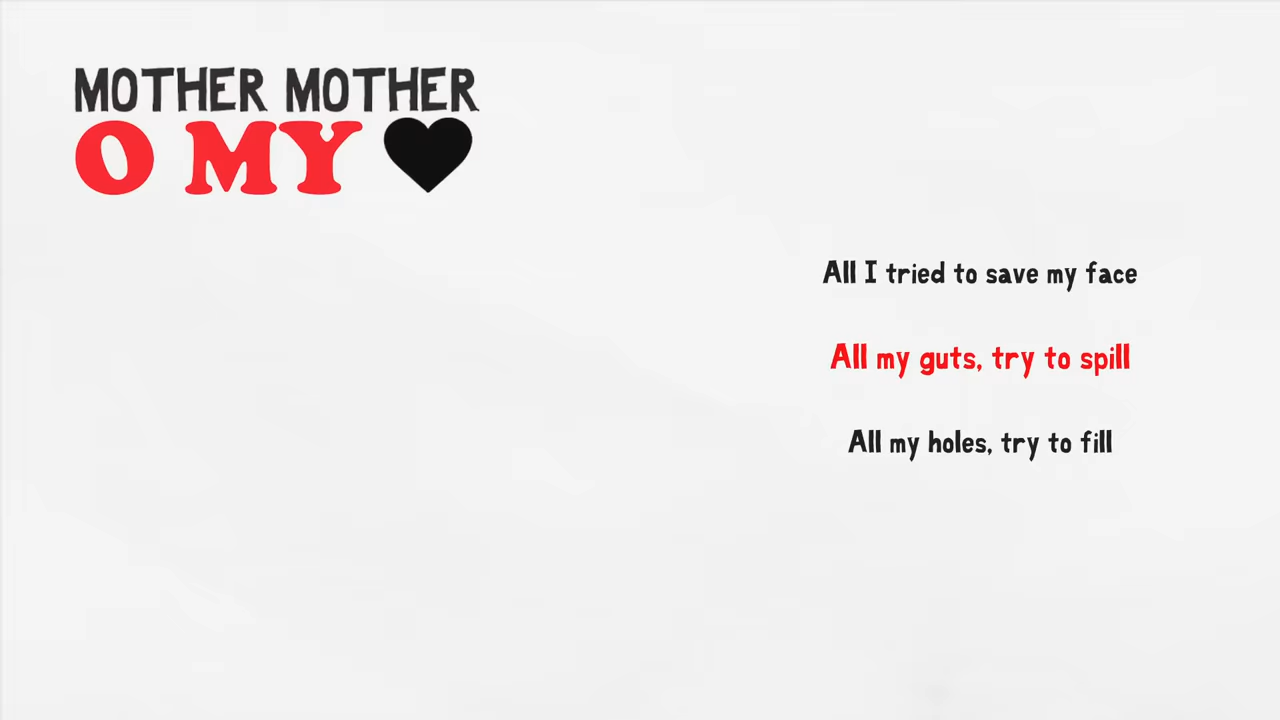 MOTHER MOTHER
O MY
All I tried to save my face
All my guts, try to spill
All my holes, try to fill